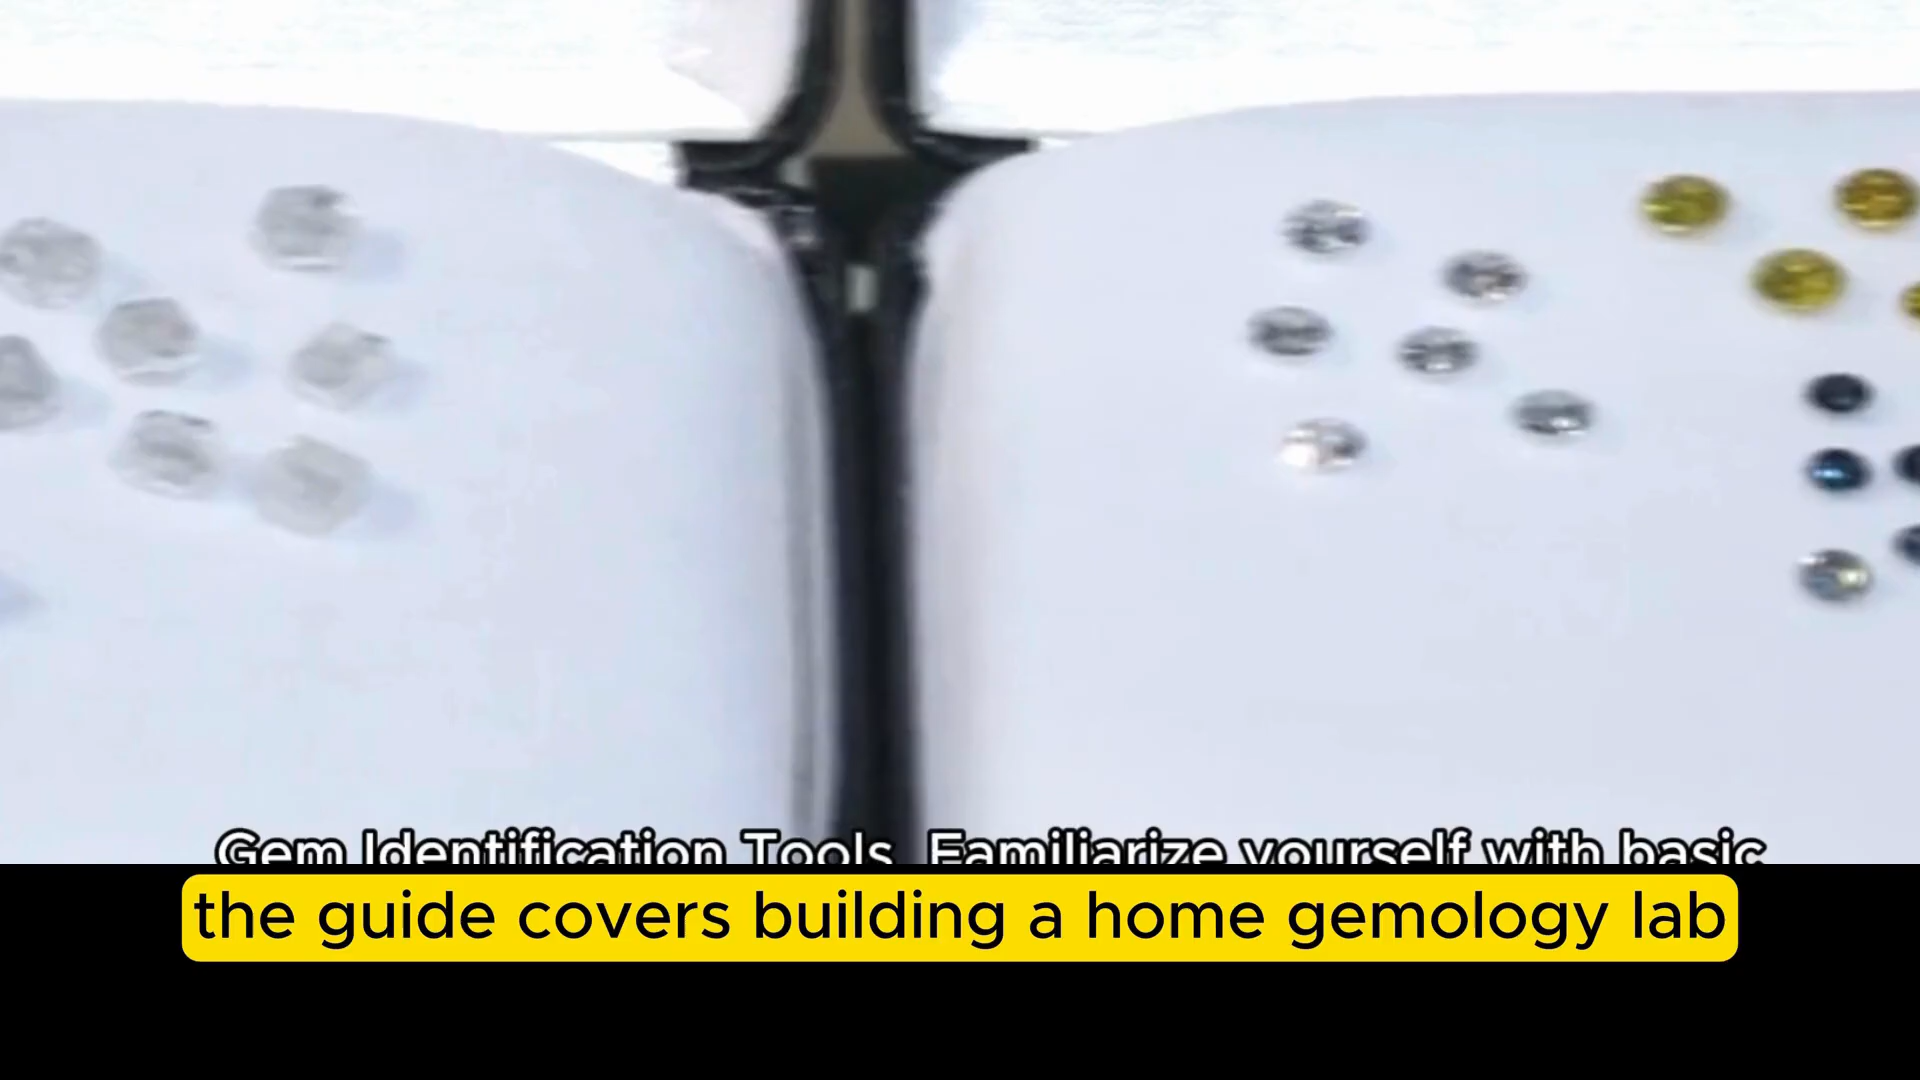 Gem Identification Tools Familiarize yourself with basic
the guide covers building a home gemology lab